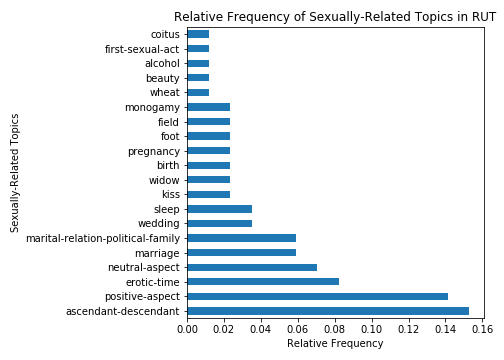 Relative Frequency of Sexually-Related Topics in RUT
coitus
first-sexual-act
alcohol
beauty
wheat
monogamy
field
foot
pregnancy
birth
widow
kiss
sleep
wedding
marital-relation-political-family
marriage
neutral-aspect
erotic-time
positive-aspect
ascendant-descendant
Sexually-Related Topics
0.00 0.02 0.04 0.06 0.08 0.10 0.12 0.14 0.16
Relative Frequency